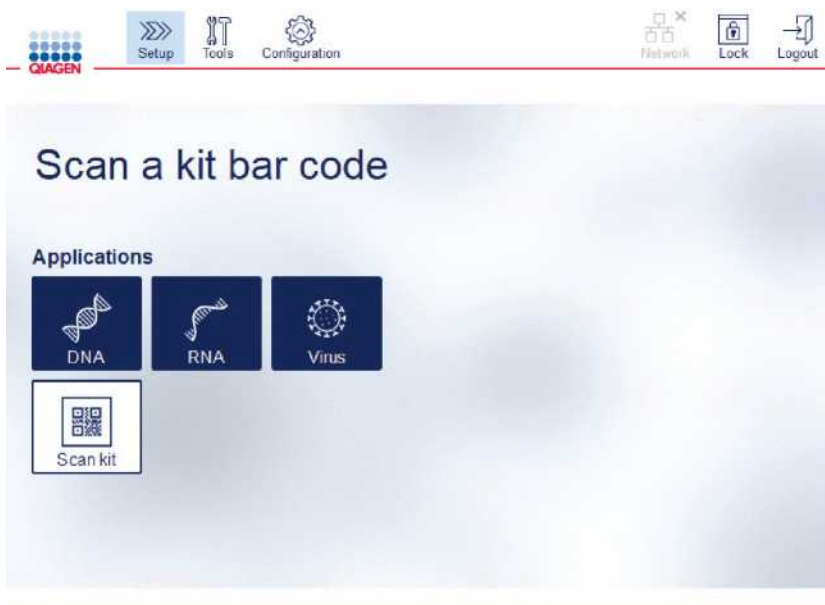 QIAGEN
Setup
Tools
Configuration
Network
Lock
Logout
Scan a kit bar code
Applications
DNA
RNA
Virus
Scan kit